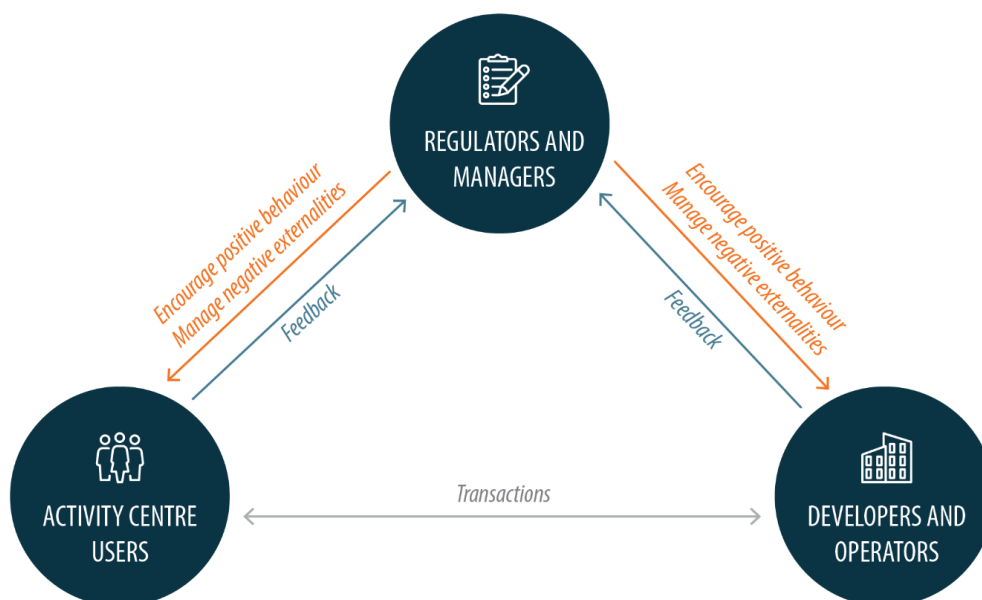 REGULATORS AND
MANAGERS
Encourage positive behaviour
Manage negative externalities
Feedback
Encourage positive behaviour
Manage negative externalities
Feedback
ACTIVITY CENTRE
USERS
Transactions
DEVELOPERS AND
OPERATORS